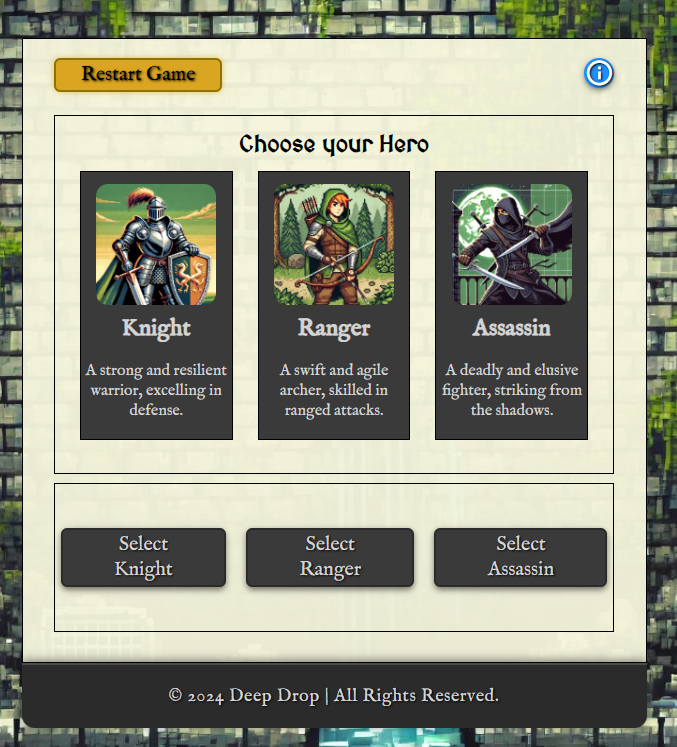 Restart Game
i
Choose your Hero
Knight
A strong and resilient
warrior, excelling in
defense.
Ranger
A swift and agile
archer, skilled in
ranged attacks.
Assassin
A deadly and elusive
fighter, striking from
the shadows.
Select
Knight
Select
Ranger
Select
Assassin
© 2024 Deep Drop | All Rights Reserved.